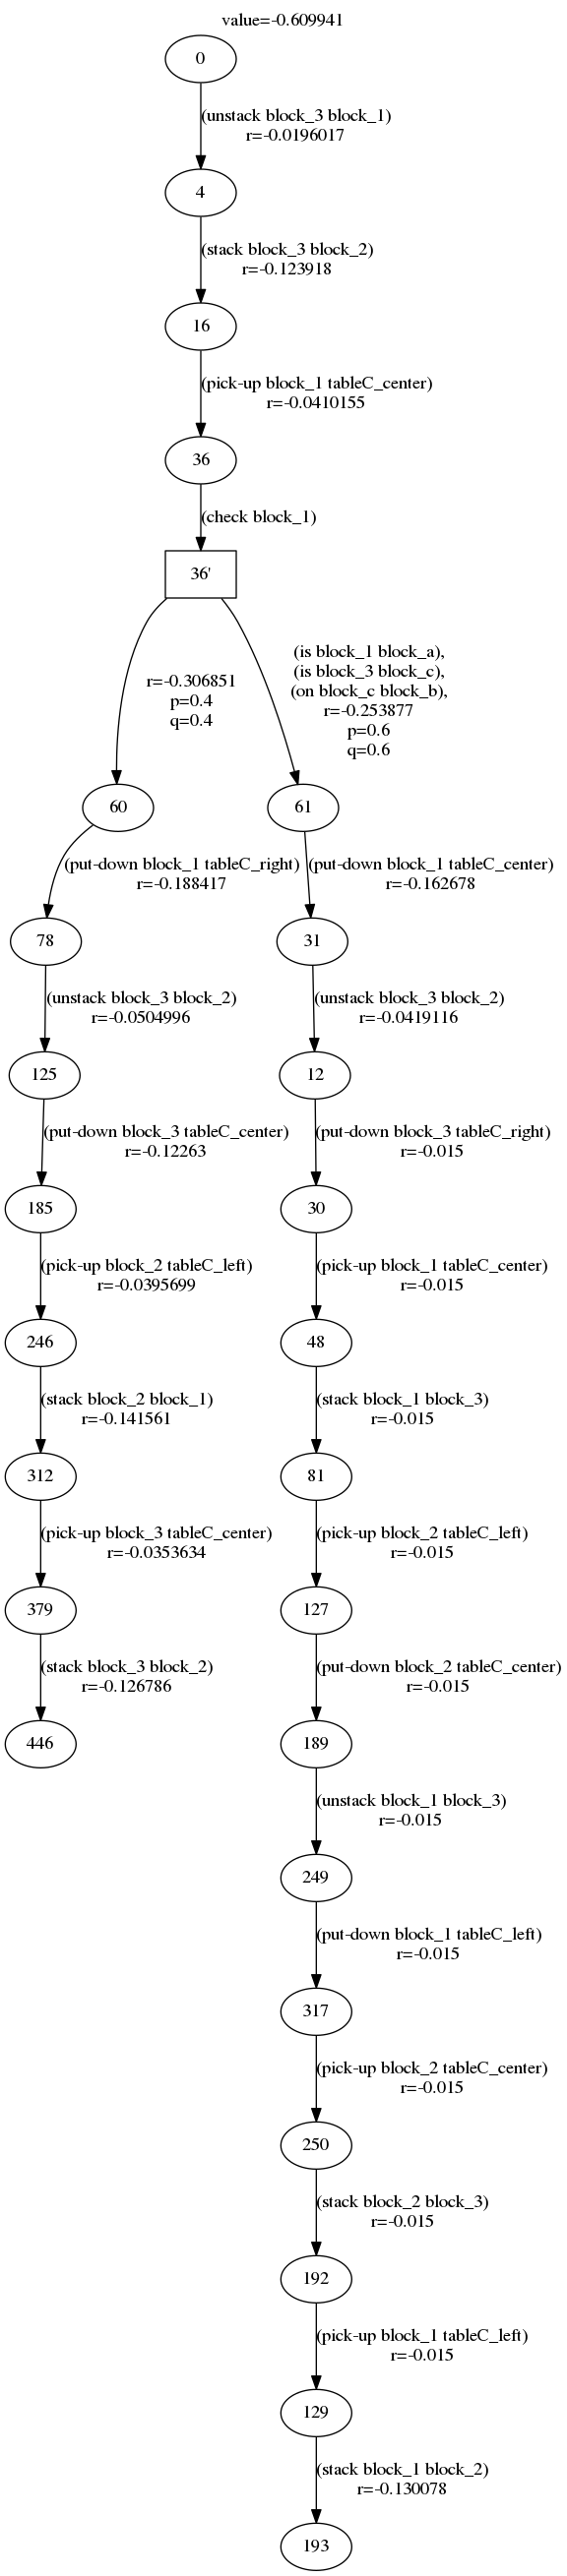 value=-0.609941
0
(unstack block_3 block_1)
r=-0.0196017
4
(stack block_3 block_2)
r=-0.123918
16
(pick-up block_1 tableC_center)
r=-0.0410155
36
(check block_1)
36'
r=-0.306851
p=0.4
q=0.4
(is block_1 block_a),
(is block_3 block_c),
(on block_c block_b),
r=-0.253877
p=0.6
q=0.6
60
61
(put-down block_1 tableC_right)
r=-0.188417
(put-down block_1 tableC_center)
r=-0.162678
78
31
(unstack block_3 block_2)
r=-0.0504996
(unstack block_3 block_2)
r=-0.0419116
125
12
(put-down block_3 tableC_center)
r=-0.12263
(put-down block_3 tableC_right)
r=-0.015
185
30
(pick-up block_2 tableC_left)
r=-0.0395699
(pick-up block_1 tableC_center)
r=-0.015
246
48
(stack block_2 block_1)
r=-0.141561
(stack block_1 block_3)
r=-0.015
312
81
(pick-up block_3 tableC_center)
r=-0.0353634
(pick-up block_2 tableC_left)
r=-0.015
379
127
(stack block_3 block_2)
r=-0.126786
(put-down block_2 tableC_center)
r=-0.015
446
189
(unstack block_1 block_3)
r=-0.015
249
(put-down block_1 tableC_left)
r=-0.015
317
(pick-up block_2 tableC_center)
r=-0.015
250
(stack block_2 block_3)
r=-0.015
192
(pick-up block_1 tableC_left)
r=-0.015
129
(stack block_1 block_2)
r=-0.130078
193